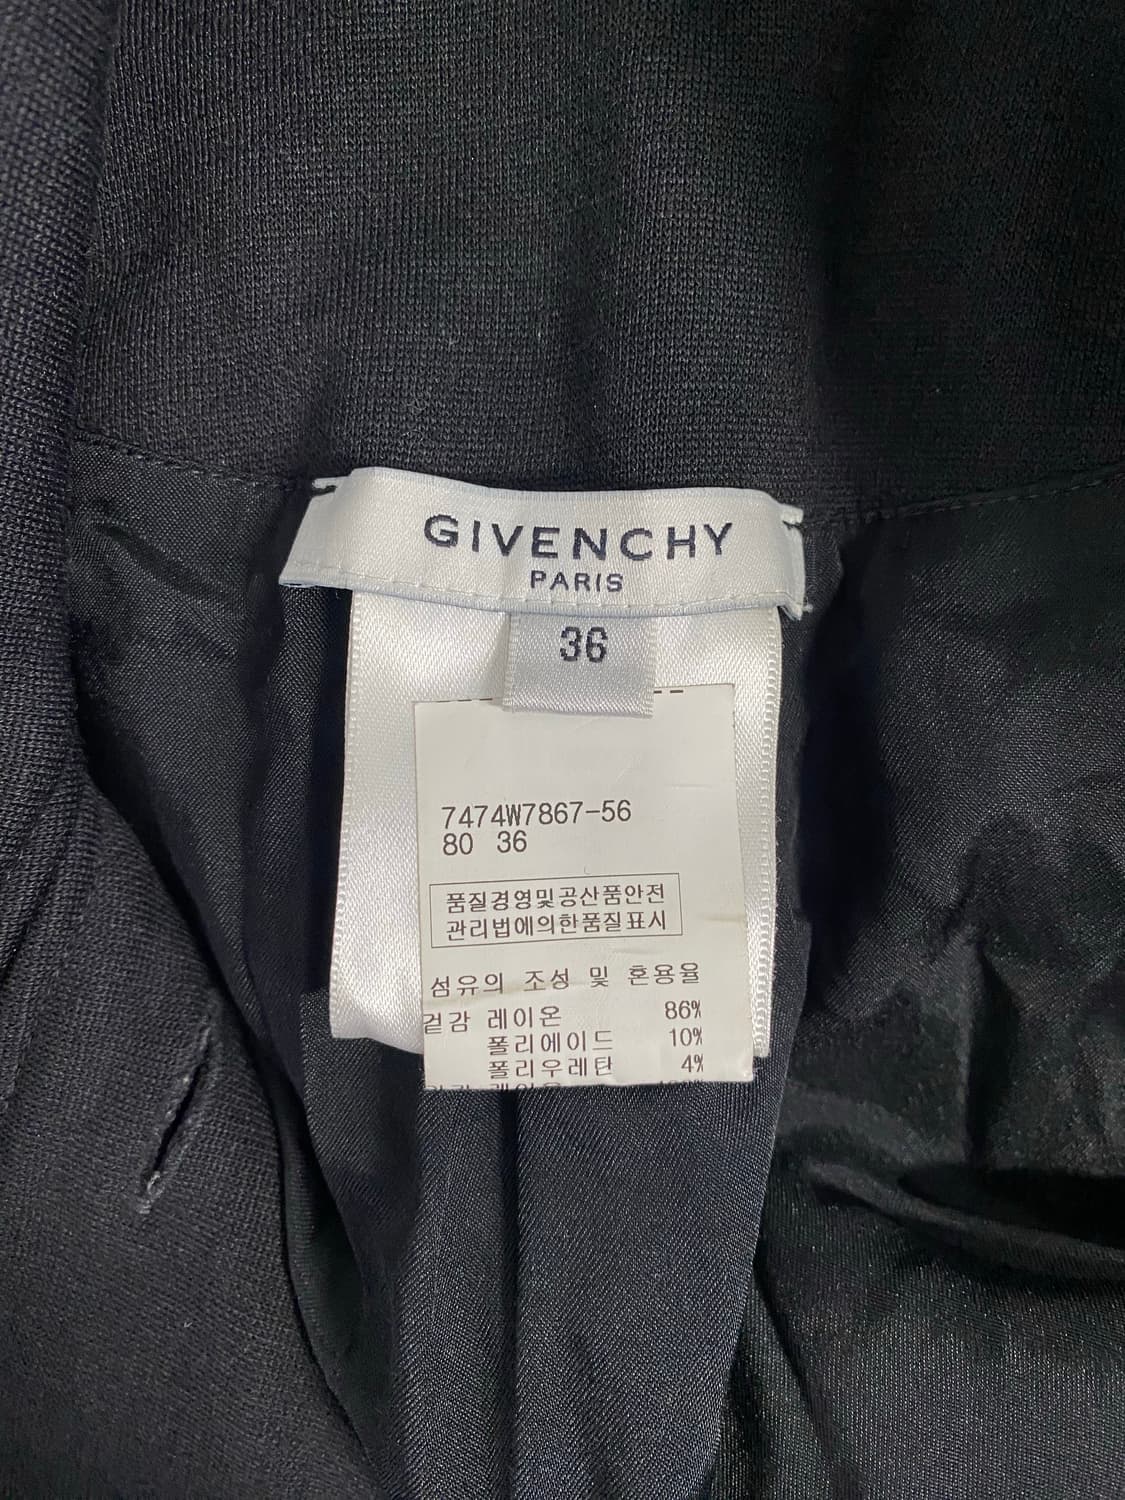 GIVENCHY
PARIS
36
7474W7867-56
80 36
품질경영및공산품안전
관리법에의한품질표시
섬유의 조성 및 혼용율
겉감 레이온 86%
폴리에이드 10%
폴리우레탄 4%